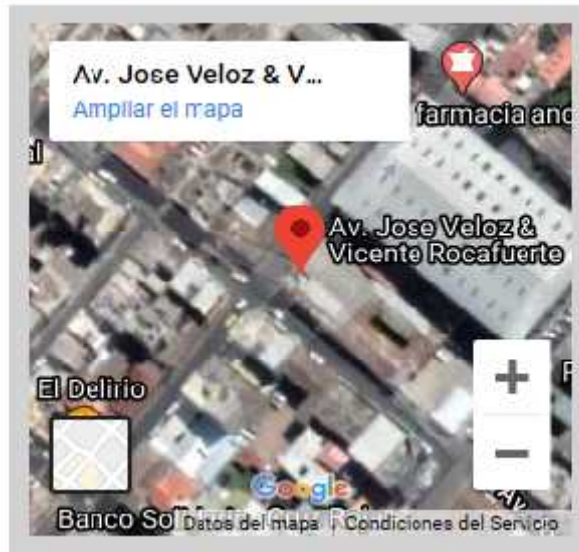 Av. Jose Veloz & V...
Ampliar el mapa
farmacia and
al
Av. Jose Veloz &
Vicente Rocafuerte
El Delirio
Google
Banco Sol
Datos del mapa
Condiciones del Servicio